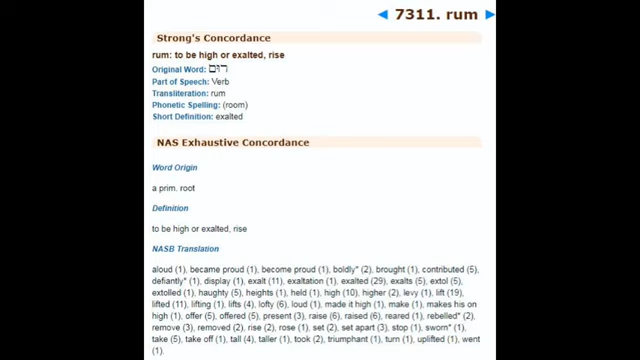 ◄ 7311. rum ►
Strong's Concordance
rum: to be high or exalted, rise
Original Word: רוּם
Part of Speech: Verb
Transliteration: rum
Phonetic Spelling: (room)
Short Definition: exalted
NAS Exhaustive Concordance
Word Origin
a prim. root
Definition
to be high or exalted, rise
NASB Translation
aloud (1), became proud (1), become proud (1), boldly* (2), brought (1), contributed (5),
defiantly* (1), display (1), exalt (11), exaltation (1), exalted (29), exalts (5), extol (5),
extolled (1), haughty (5), heights (1), held (1), high (10), higher (2), levy (1), lift (19),
lifted (11), lifting (1), lifts (4), lofty (6), loud (1), made it high (1), make (1), makes his on
high (1), offer (5), offered (5), present (3), raise (6), raised (6), reared (1), rebelled* (2),
remove (3), removed (2), rise (2), rose (1), set (2), set apart (3), stop (1), sworn* (1),
take (5), take off (1), tall (4), taller (1), took (2), triumphant (1), turn (1), uplifted (1), went
(1).